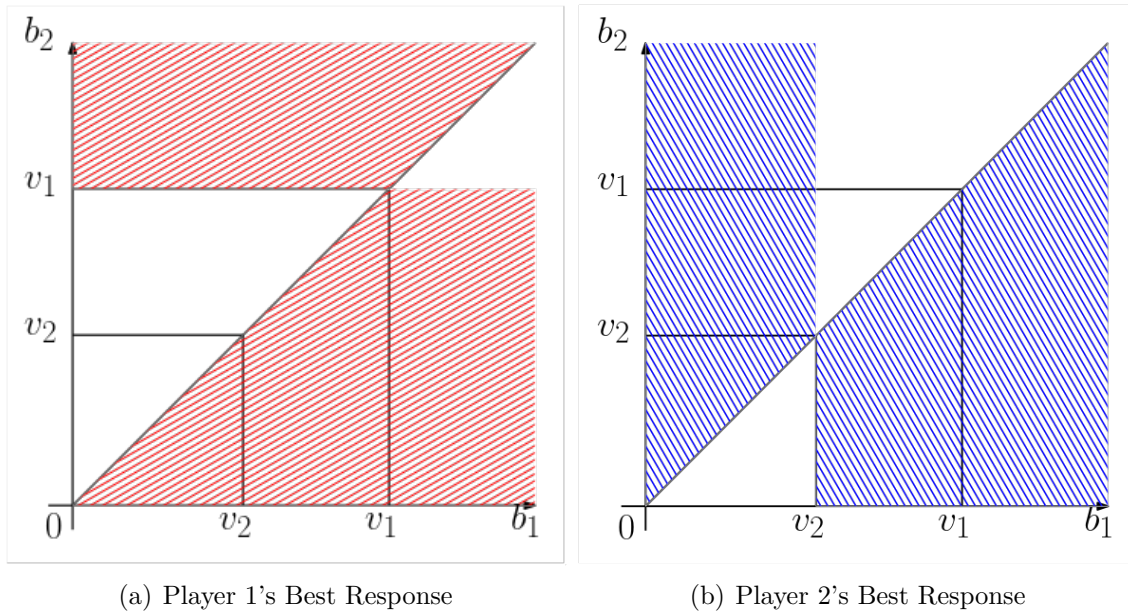 b₂
v₁
v₂
0
v₂
v₁
b₁
b₂
v₁
v₂
0
v₂
v₁
b₁
(a) Player 1's Best Response
(b) Player 2's Best Response